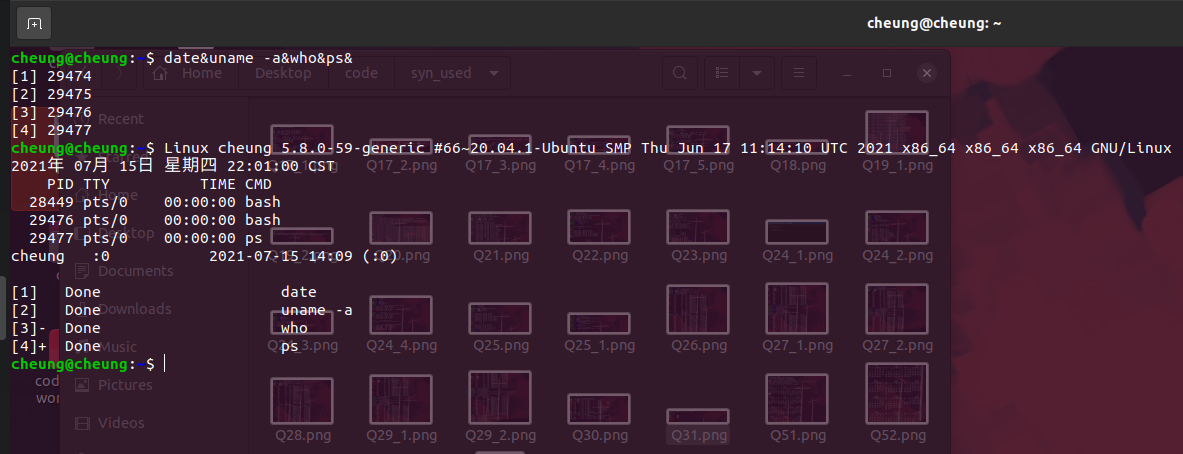 cheung@cheung: ~
cheung@cheung:~$ date&uname -a&who&ps&
[1] 29474
[2] 29475
[3] 29476
[4] 29477
cheung@cheung:~$ Linux cheung 5.8.0-59-generic #66~20.04.1-Ubuntu SMP Thu Jun 17 11:14:10 UTC 2021 x86_64 x86_64 x86_64 GNU/Linux
2021年 07月 15日 星期四 22:01:00 CST
PID TTY TIME CMD
28449 pts/0 00:00:00 bash
29476 pts/0 00:00:00 bash
29477 pts/0 00:00:00 ps
cheung :0 2021-07-15 14:09 (:0)
[1] Done date
[2] Done uname -a
[3]- Done who
[4]+ Done ps
cheung@cheung:~$
Home Desktop code syn_used
Recent
Home
Desktop
Documents
Downloads
Music
Pictures
Videos
Q17_2.png Q17_3.png Q17_4.png Q17_5.png Q18.png Q19_1.png
Q21.png Q22.png Q23.png Q24_1.png Q24_2.png
Q24_3.png Q24_4.png Q25.png Q25_1.png Q26.png Q27_1.png Q27_2.png
Q28.png Q29_1.png Q29_2.png Q30.png Q31.png Q51.png Q52.png